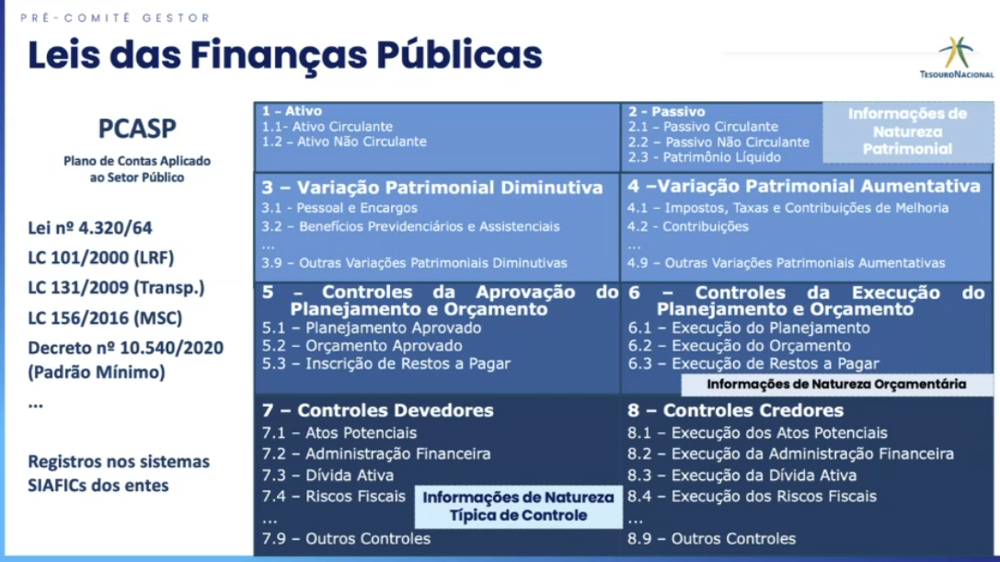 PRÉ-COMITÊ GESTOR
Leis das Finanças Públicas
TESOURONACIONAL
PCASP
Plano de Contas Aplicado
ao Setor Público
Lei nº 4.320/64
LC 101/2000 (LRF)
LC 131/2009 (Transp.)
LC 156/2016 (MSC)
Decreto nº 10.540/2020
(Padrão Mínimo)
...
Registros nos sistemas
SIAFICs dos entes
1 – Ativo
1.1- Ativo Circulante
1.2 – Ativo Não Circulante
2 - Passivo
2.1 – Passivo Circulante
2.2 – Passivo Não Circulante
2.3 - Patrimônio Líquido
Informações de
Natureza
Patrimonial
3 – Variação Patrimonial Diminutiva
3.1 - Pessoal e Encargos
3.2 – Benefícios Previdenciários e Assistenciais
...
3.9 – Outras Variações Patrimoniais Diminutivas
4 –Variação Patrimonial Aumentativa
4.1 – Impostos, Taxas e Contribuições de Melhoria
4.2 - Contribuições
...
4.9 – Outras Variações Patrimoniais Aumentativas
5 – Controles da Aprovação do
Planejamento e Orçamento
5.1 – Planejamento Aprovado
5.2 – Orçamento Aprovado
5.3 – Inscrição de Restos a Pagar
6 – Controles da Execução do
Planejamento e Orçamento
6.1 – Execução do Planejamento
6.2 – Execução do Orçamento
6.3 – Execução de Restos a Pagar
Informações de Natureza Orçamentária
7 – Controles Devedores
7.1 – Atos Potenciais
7.2 – Administração Financeira
7.3 – Dívida Ativa
7.4 – Riscos Fiscais
...
7.9 – Outros Controles
Informações de Natureza
Típica de Controle
8 – Controles Credores
8.1 – Execução dos Atos Potenciais
8.2 – Execução da Administração Financeira
8.3 – Execução da Dívida Ativa
8.4 – Execução dos Riscos Fiscais
...
8.9 – Outros Controles